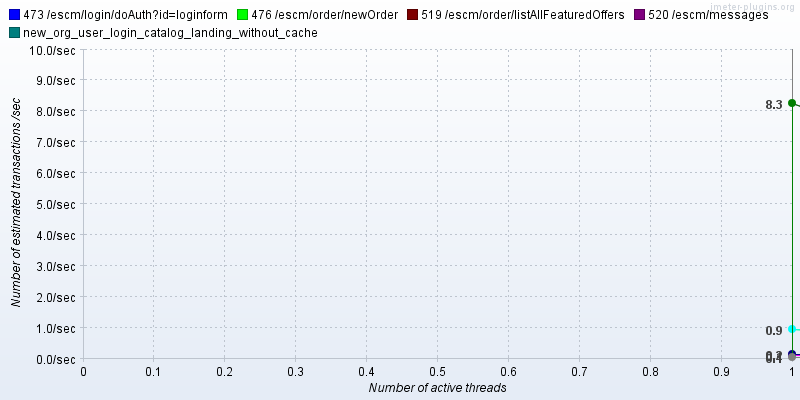 jmeter-plugins.org
473 /escm/login/doAuth?id=loginform 476 /escm/order/newOrder 519 /escm/order/listAllFeaturedOffers 520 /escm/messages
new_org_user_login_catalog_landing_without_cache
10.0/sec
9.0/sec
8.3
8.0/sec
7.0/sec
6.0/sec
5.0/sec
4.0/sec
3.0/sec
2.0/sec
1.0/sec
0.9
0.0/sec
Number of estimated transactions /sec
0 0.1 0.2 0.3 0.4 0.5 0.6 0.7 0.8 0.9 1
Number of active threads